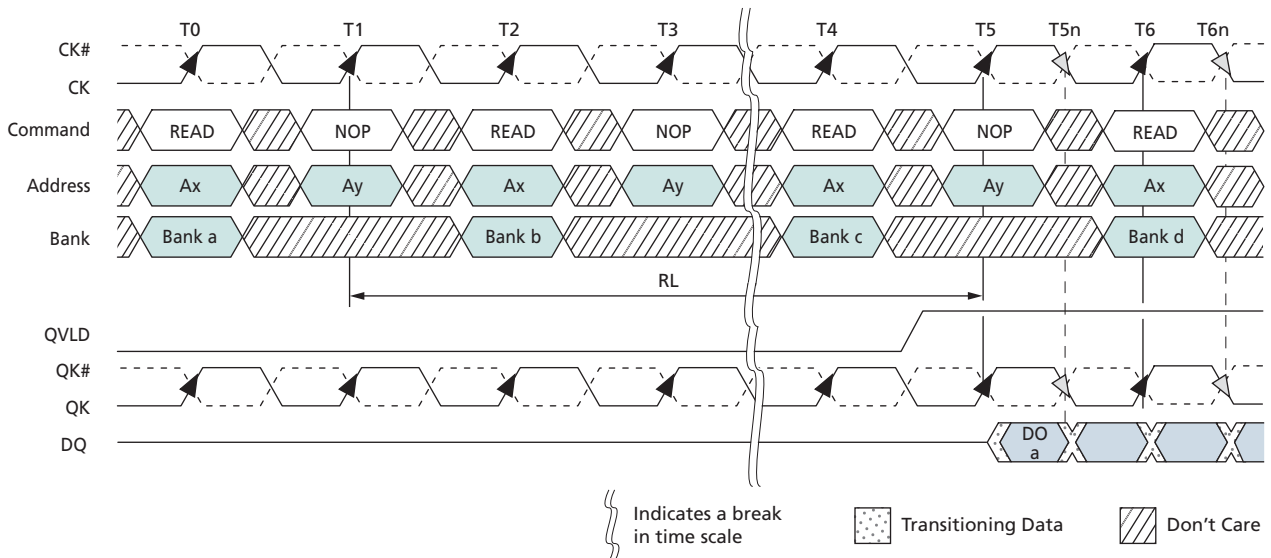 T0 T1 T2 T3 T4 T5 T5n T6 T6n
CK#
CK
Command READ NOP READ NOP READ NOP READ
Address Ax Ay Ax Ay Ax Ay Ax
Bank Bank a Bank b Bank c Bank d
RL
QVLD
QK#
QK
DQ DO
a
Indicates a break
in time scale
Transitioning Data
Don't Care